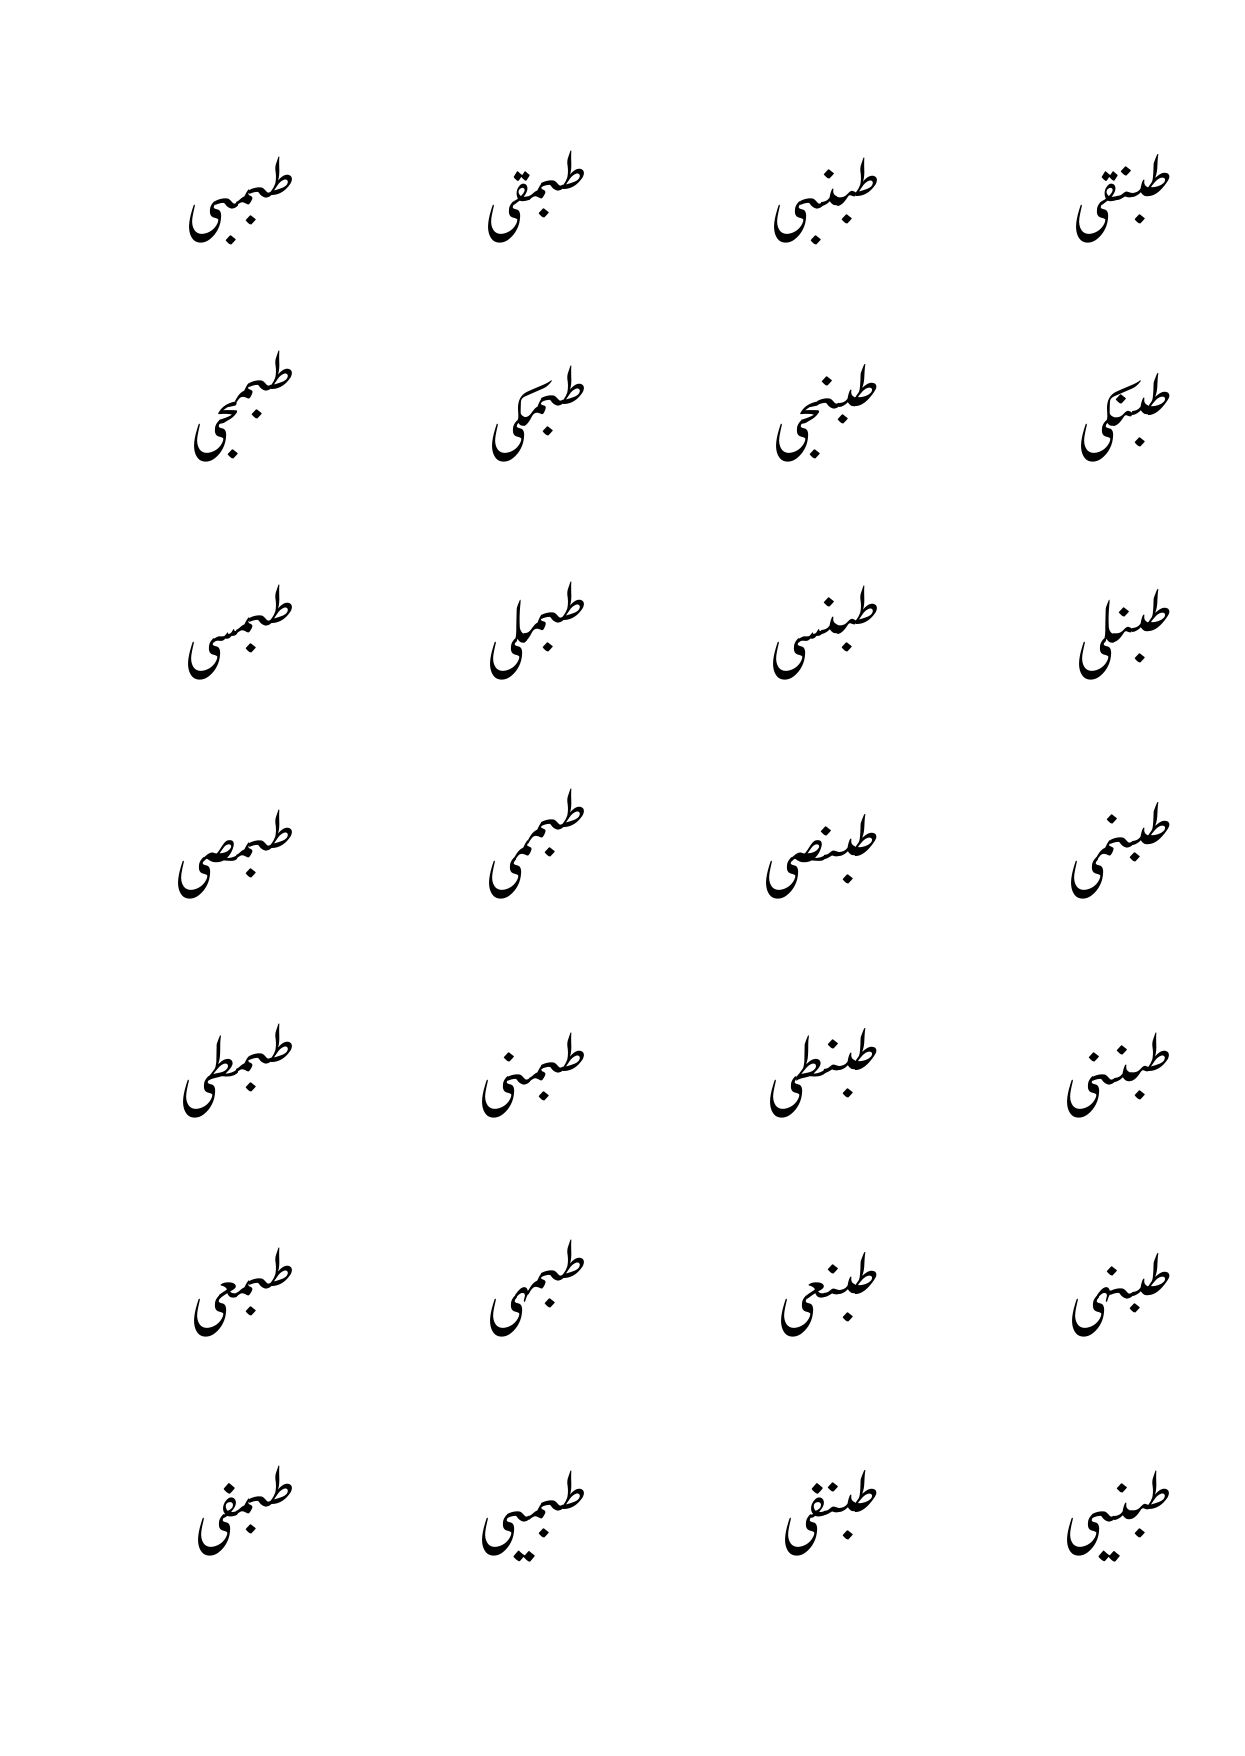 طبنقی طبنبی طبمقی طبمبی
طبنکی طبنجی طبمکی طبمجی
طبنلی طبنسی طبملی طبمسی
طبنمی طبنصی طبممی طبمصی
طبننی طبنطی طبمنی طبمطی
طبنهی طبنعی طبمهی طبمعی
طبنیی طبنفی طبمیی طبمفی